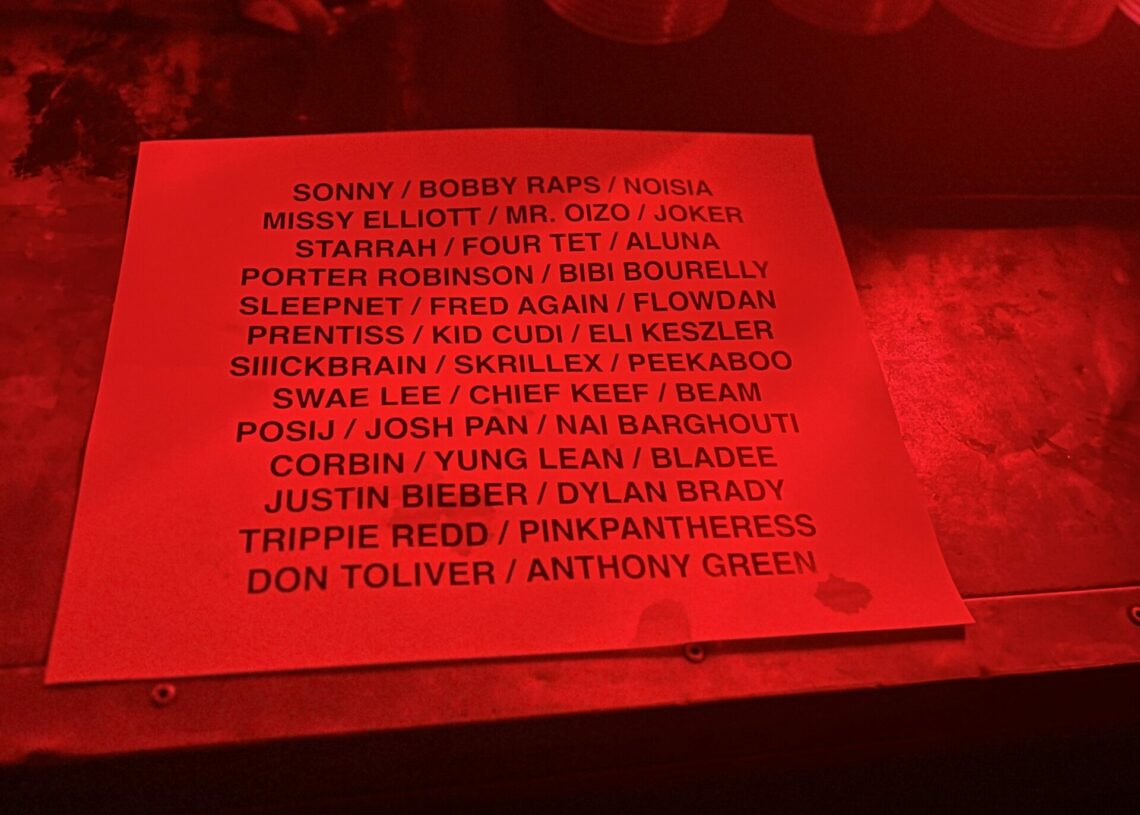 SONNY / BOBBY RAPS / NOISIA
MISSY ELLIOTT / MR. OIZO / JOKER
STARRAH / FOUR TET / ALUNA
PORTER ROBINSON / BIBI BOURELLY
SLEEPNET / FRED AGAIN / FLOWDAN
PRENTISS / KID CUDI / ELI KESZLER
SIIICKBRAIN / SKRILLEX / PEEKABOO
SWAE LEE / CHIEF KEEF / BEAM
POSIJ / JOSH PAN / NAI BARGHOUTI
CORBIN / YUNG LEAN / BLADEE
JUSTIN BIEBER / DYLAN BRADY
TRIPPIE REDD / PINKPANTHERESS
DON TOLIVER / ANTHONY GREEN